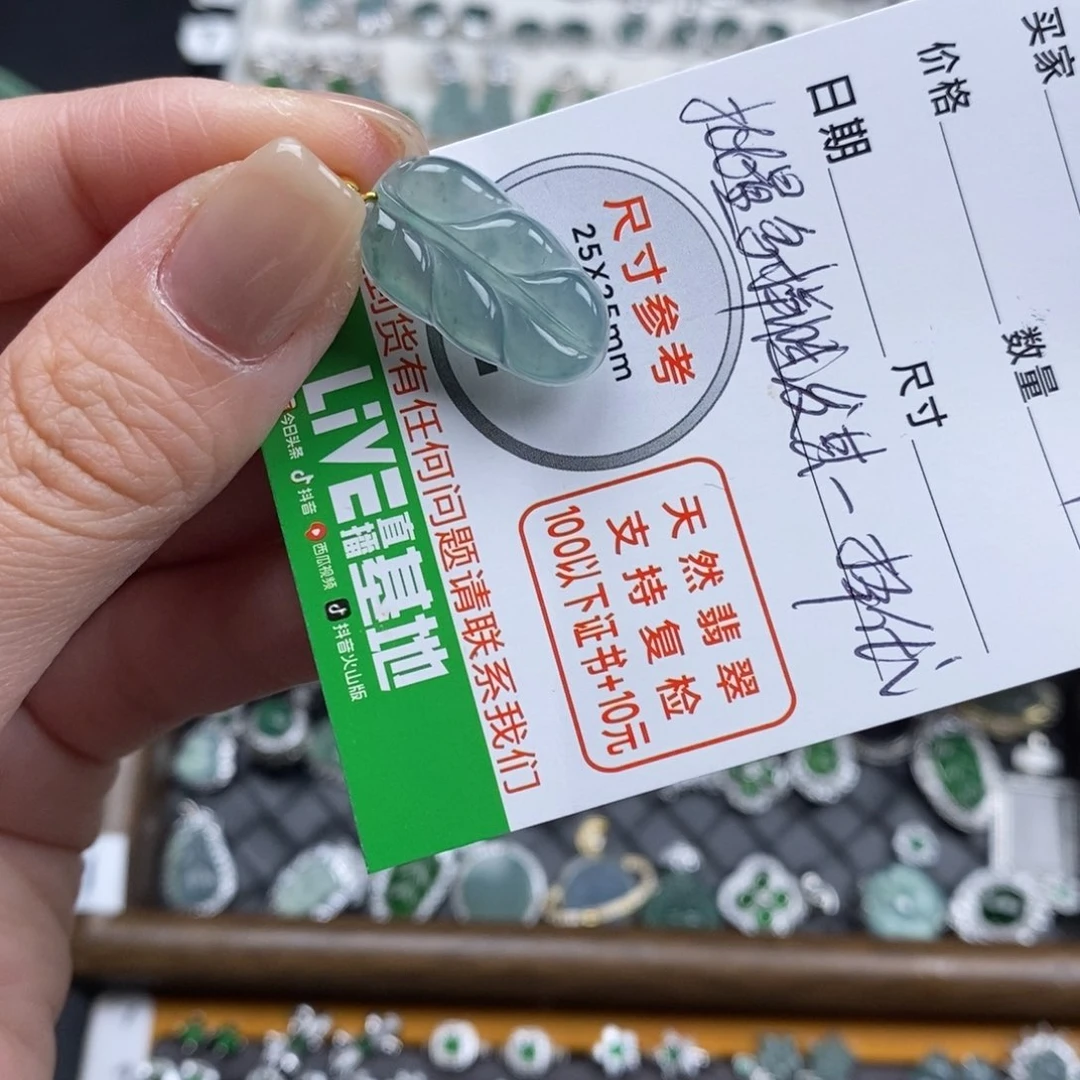 买家
价格
数量
日期
尺寸
尺寸参考
25X35mm
天然翡翠
支持复检
100以下证书+10元
到货有任何问题请联系我们
LiVE直播基地
今日头条 抖音 西瓜视频 抖音火山版